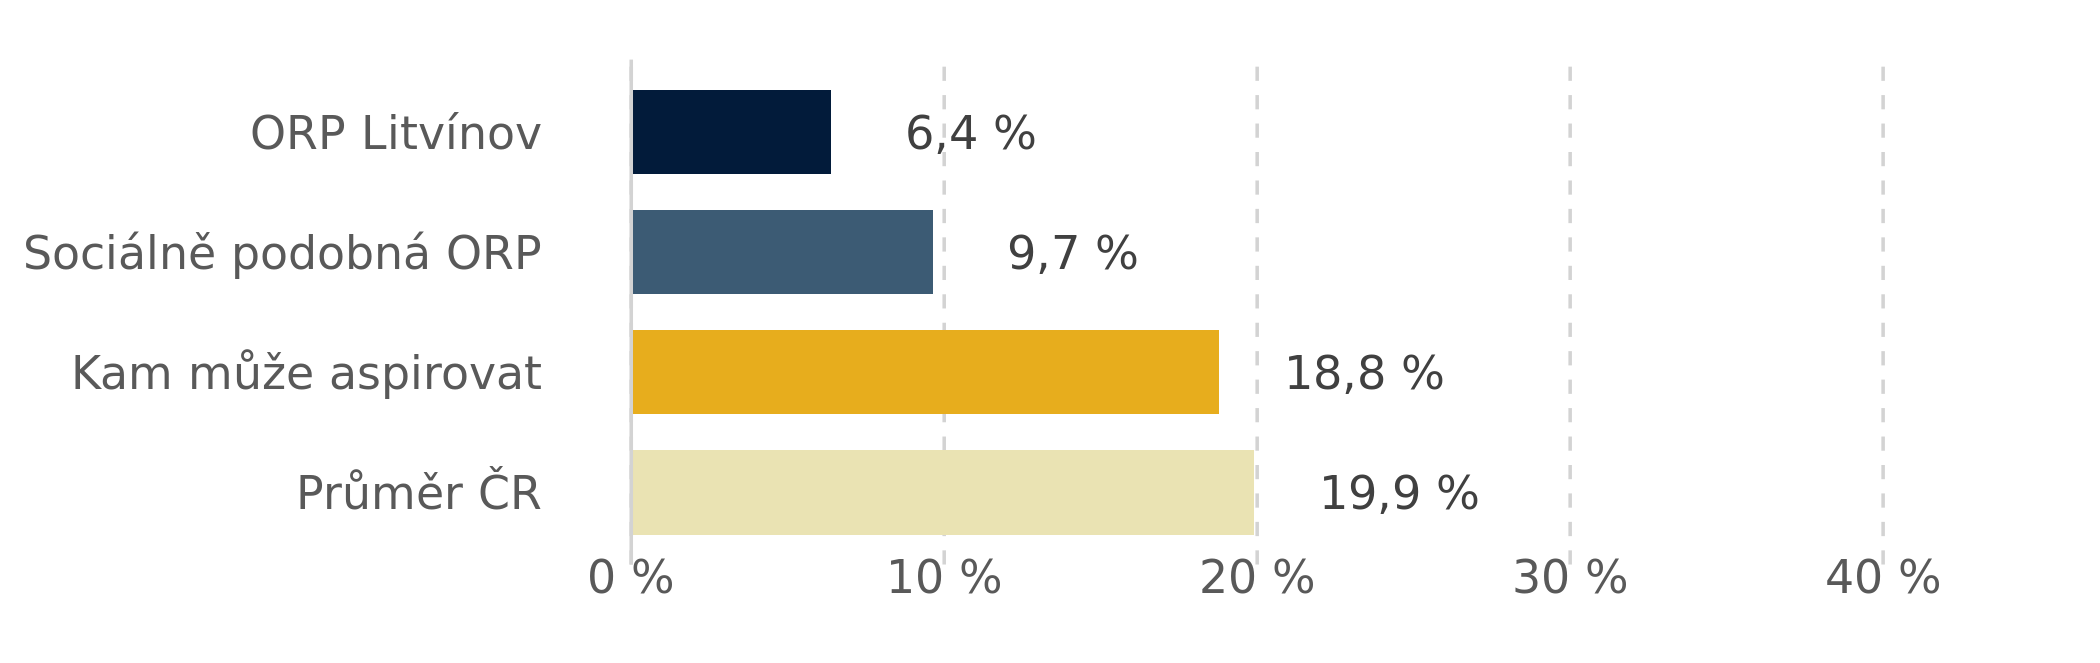 ORP Litvínov
6,4 %
Sociálně podobná ORP
9,7 %
Kam může aspirovat
18,8 %
Průměr ČR
19,9 %
0 %
10 %
20 %
30 %
40 %